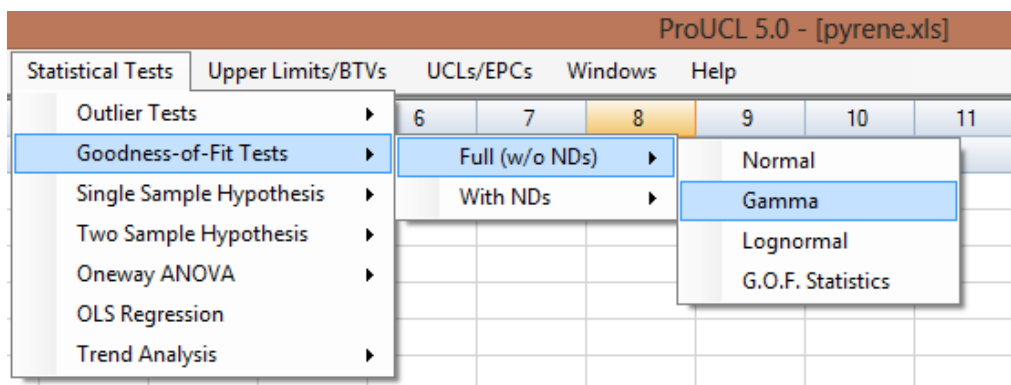 ProUCL 5.0 - [pyrene.xls]
Statistical Tests Upper Limits/BTVs UCLs/EPCs Windows Help
6 7 8 9 10 11
Outlier Tests
Goodness-of-Fit Tests
Single Sample Hypothesis
Two Sample Hypothesis
Oneway ANOVA
OLS Regression
Trend Analysis
Full (w/o NDs)
With NDs
Normal
Gamma
Lognormal
G.O.F. Statistics